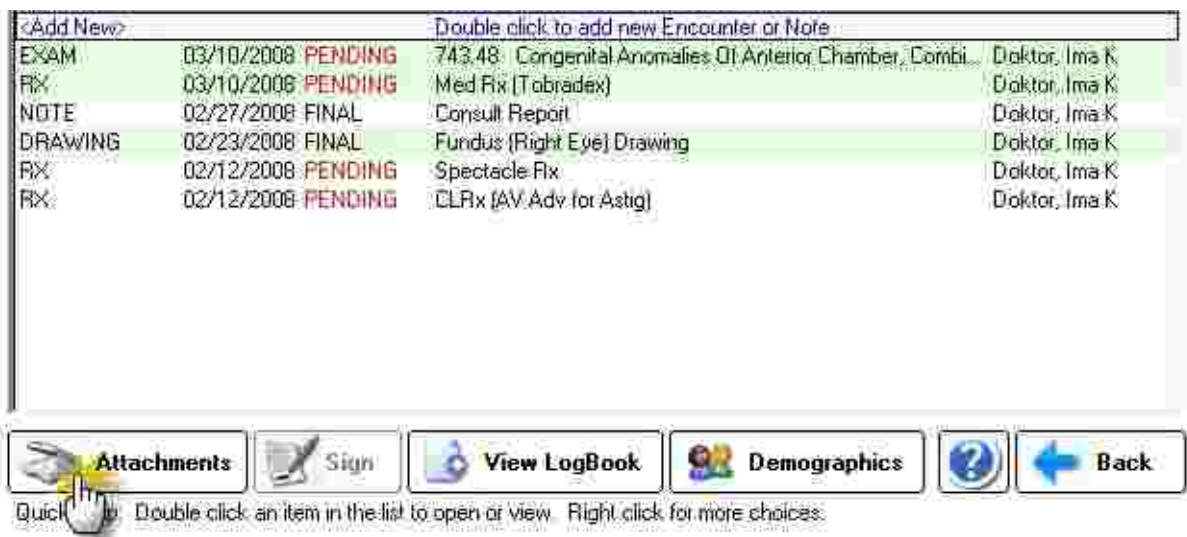 <Add New> Double click to add new Encounter or Note
EXAM 03/10/2008 PENDING 743.48 Congenital Anomalies Of Anterior Chamber, Combi... Doktor, Ima K
RX 03/10/2008 PENDING Med Rx (Tobradex) Doktor, Ima K
NOTE 02/27/2008 FINAL Consult Report Doktor, Ima K
DRAWING 02/23/2008 FINAL Fundus (Right Eye) Drawing Doktor, Ima K
RX 02/12/2008 PENDING Spectacle Rx Doktor, Ima K
RX 02/12/2008 PENDING CLRx (AV Adv for Astig) Doktor, Ima K
Attachments Sign View LogBook Demographics ? Back
Quick Double click an item in the list to open or view. Right click for more choices.